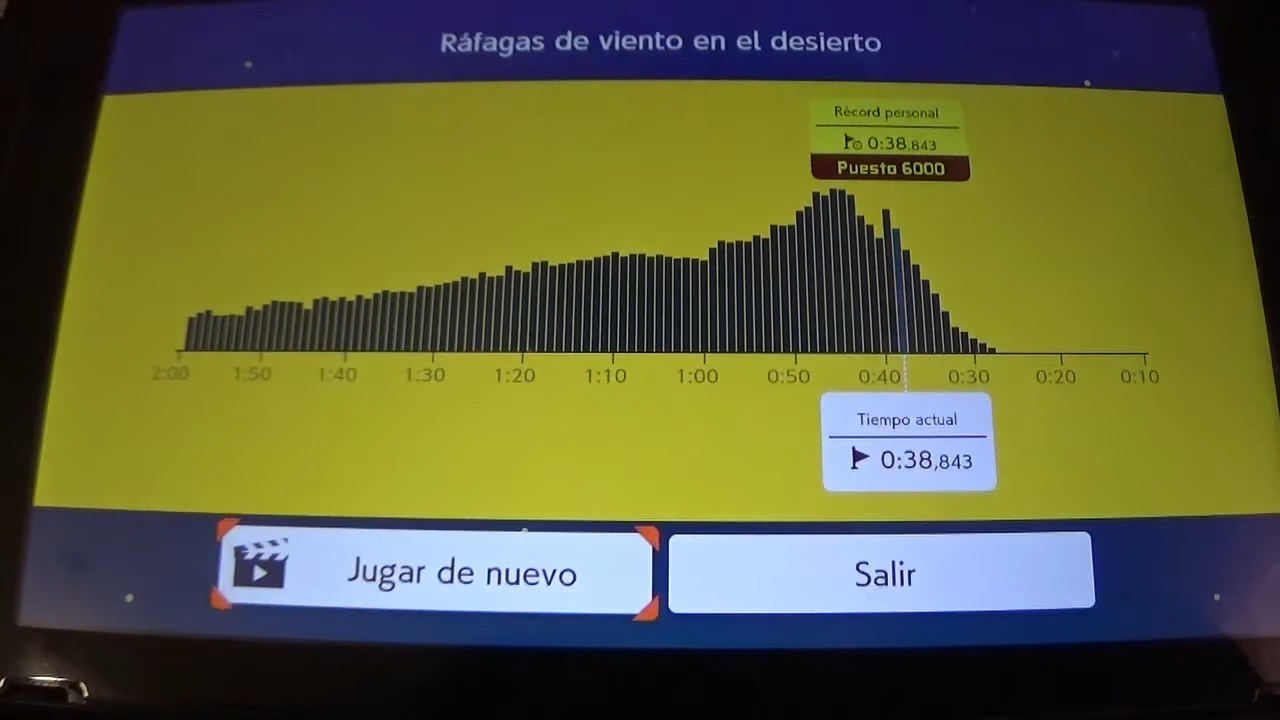 Ráfagas de viento en el desierto
Récord personal
0:38,843
Puesto 6000
2:00 1:50 1:40 1:30 1:20 1:10 1:00 0:50 0:40 0:30 0:20 0:10
Tiempo actual
0:38,843
Jugar de nuevo
Salir